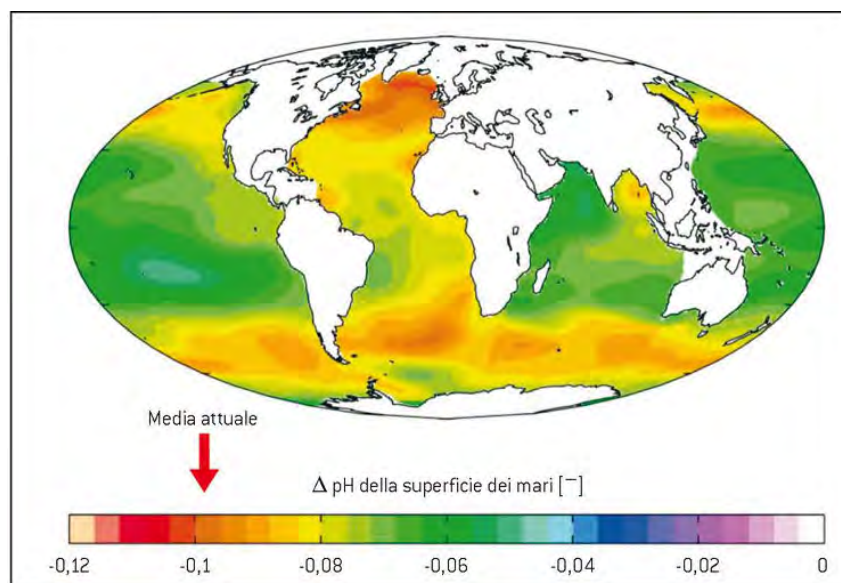 Media attuale
Δ pH della superficie dei mari [−]
-0,12 -0,1 -0,08 -0,06 -0,04 -0,02 0